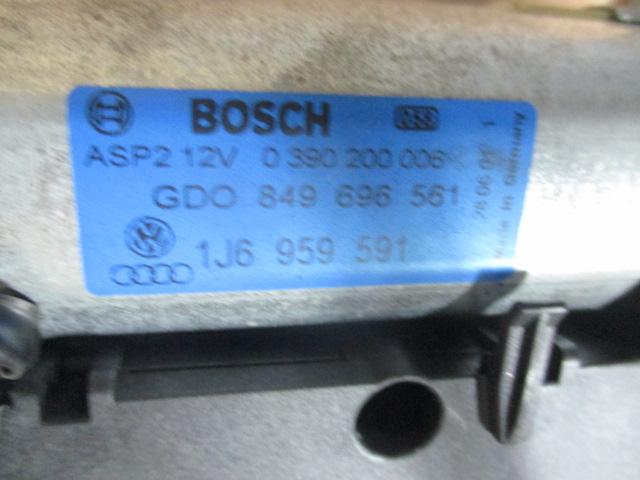 BOSCH
ASP2 12V 0 390 200 006
GDO 849 696 561
1J6 959 591
Made in Germany